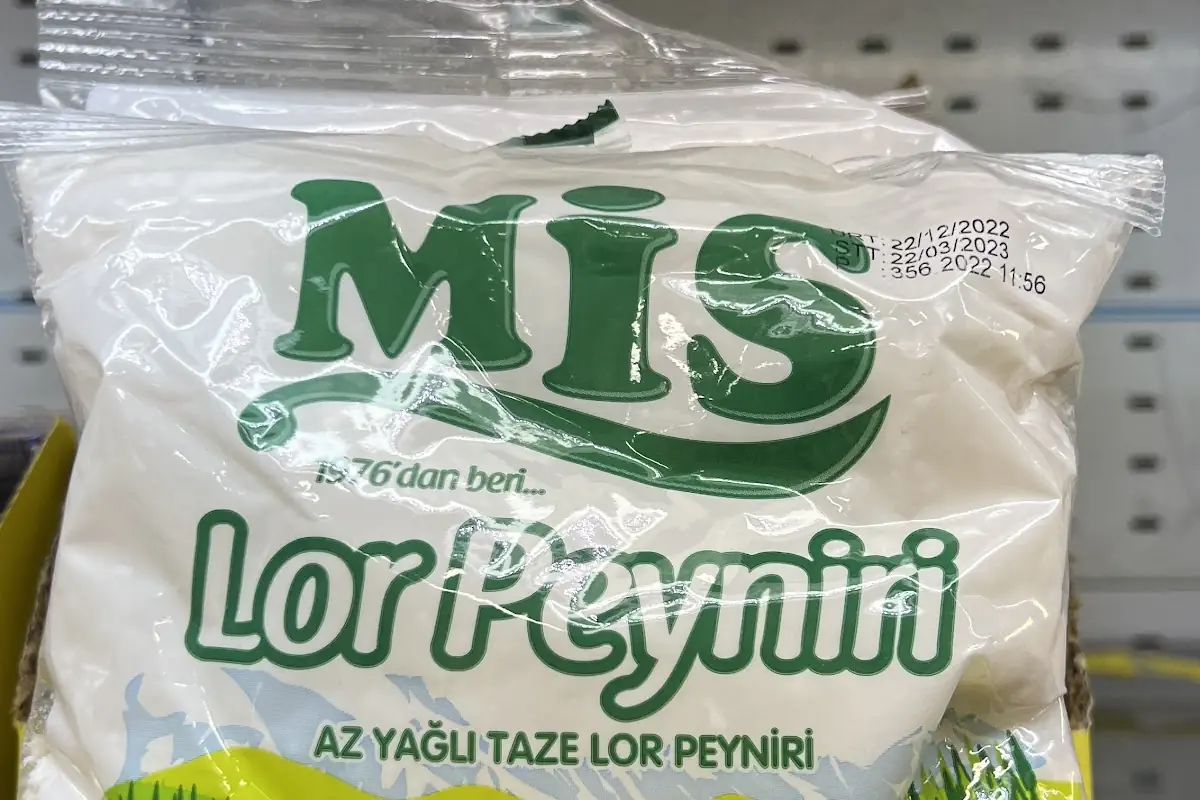 MİS
: 22/12/2022
STT : 22/03/2023
P : 356 2022 11:56
1976'dan beri...
Lor Peyniri
AZ YAĞLI TAZE LOR PEYNİRİ